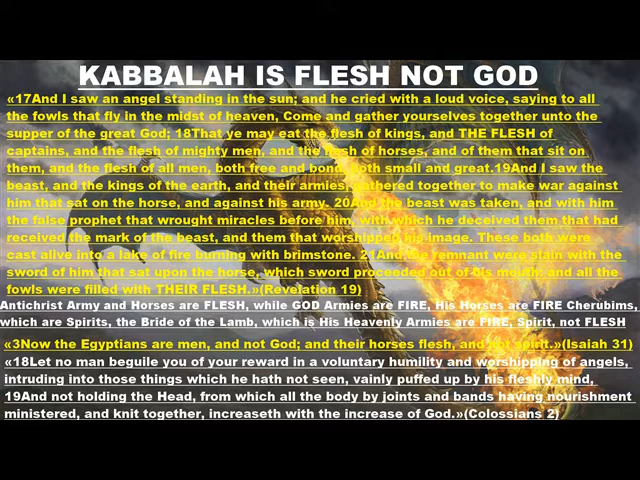 KABBALAH IS FLESH NOT GOD
«17And I saw an angel standing in the sun; and he cried with a loud voice, saying to all
the fowls that fly in the midst of heaven, Come and gather yourselves together unto the
supper of the great God; 18That ye may eat the flesh of kings, and THE FLESH of
captains, and the flesh of mighty men, and the flesh of horses, and of them that sit on
them, and the flesh of all men, both free and bond, both small and great.19And I saw the
beast, and the kings of the earth, and their armies, gathered together to make war against
him that sat on the horse, and against his army. 20And the beast was taken, and with him
the false prophet that wrought miracles before him, with which he deceived them that had
received the mark of the beast, and them that worshipped his image. These both were
cast alive into a lake of fire burning with brimstone. 21And the remnant were slain with the
sword of him that sat upon the horse, which sword proceeded out of his mouth: and all the
fowls were filled with THEIR FLESH.»(Revelation 19)
Antichrist Army and Horses are FLESH, while GOD Armies are FIRE, His Horses are FIRE Cherubims,
which are Spirits, the Bride of the Lamb, which is His Heavenly Armies are FIRE, Spirit, not FLESH
«3Now the Egyptians are men, and not God; and their horses flesh, and not spirit.»(Isaiah 31)
«18Let no man beguile you of your reward in a voluntary humility and worshipping of angels,
intruding into those things which he hath not seen, vainly puffed up by his fleshly mind,
19And not holding the Head, from which all the body by joints and bands having nourishment
ministered, and knit together, increaseth with the increase of God.»(Colossians 2)